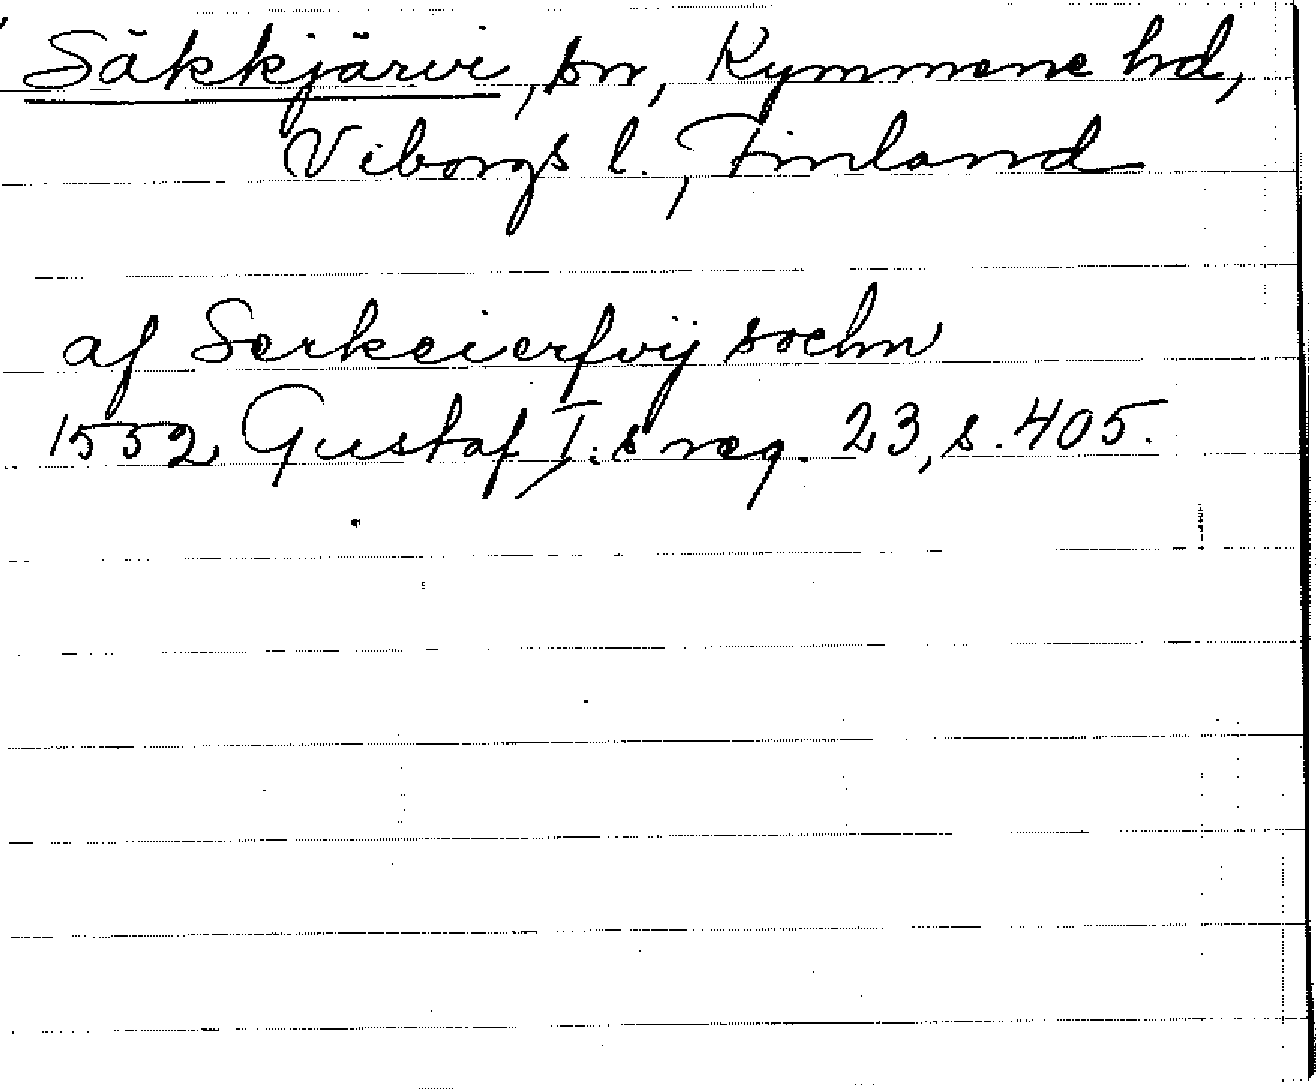 Säkkjärvi, sn, Kymmene hd,
Viborgs l., Finland
af Serkeierfvij sochn
1552 Gustaf I:s reg. 23, s. 405.